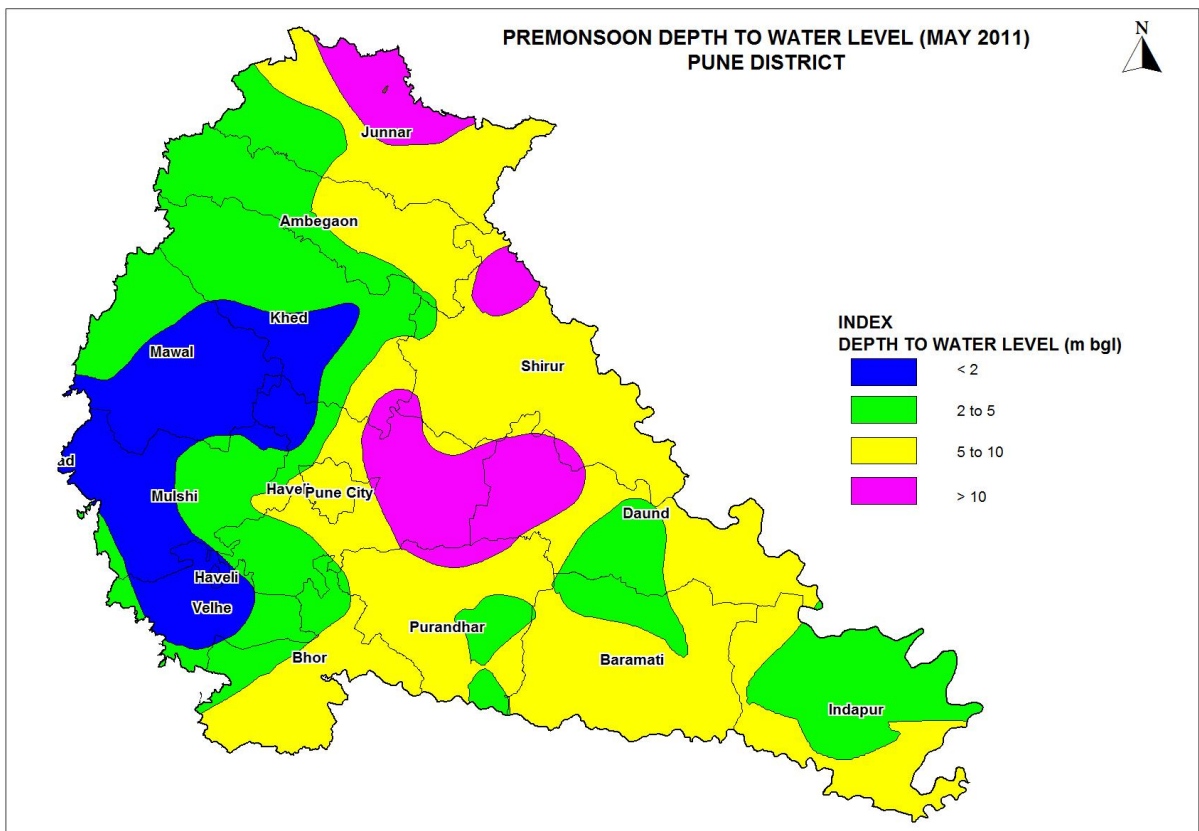 PREMONSOON DEPTH TO WATER LEVEL (MAY 2011)
PUNE DISTRICT
N
Junnar
Ambegaon
Khed
Mawal
Shirur
INDEX
DEPTH TO WATER LEVEL (m bgl)
< 2
2 to 5
5 to 10
> 10
ad
Mulshi
Haveli
Pune City
Daund
Haveli
Velhe
Purandhar
Bhor
Baramati
Indapur